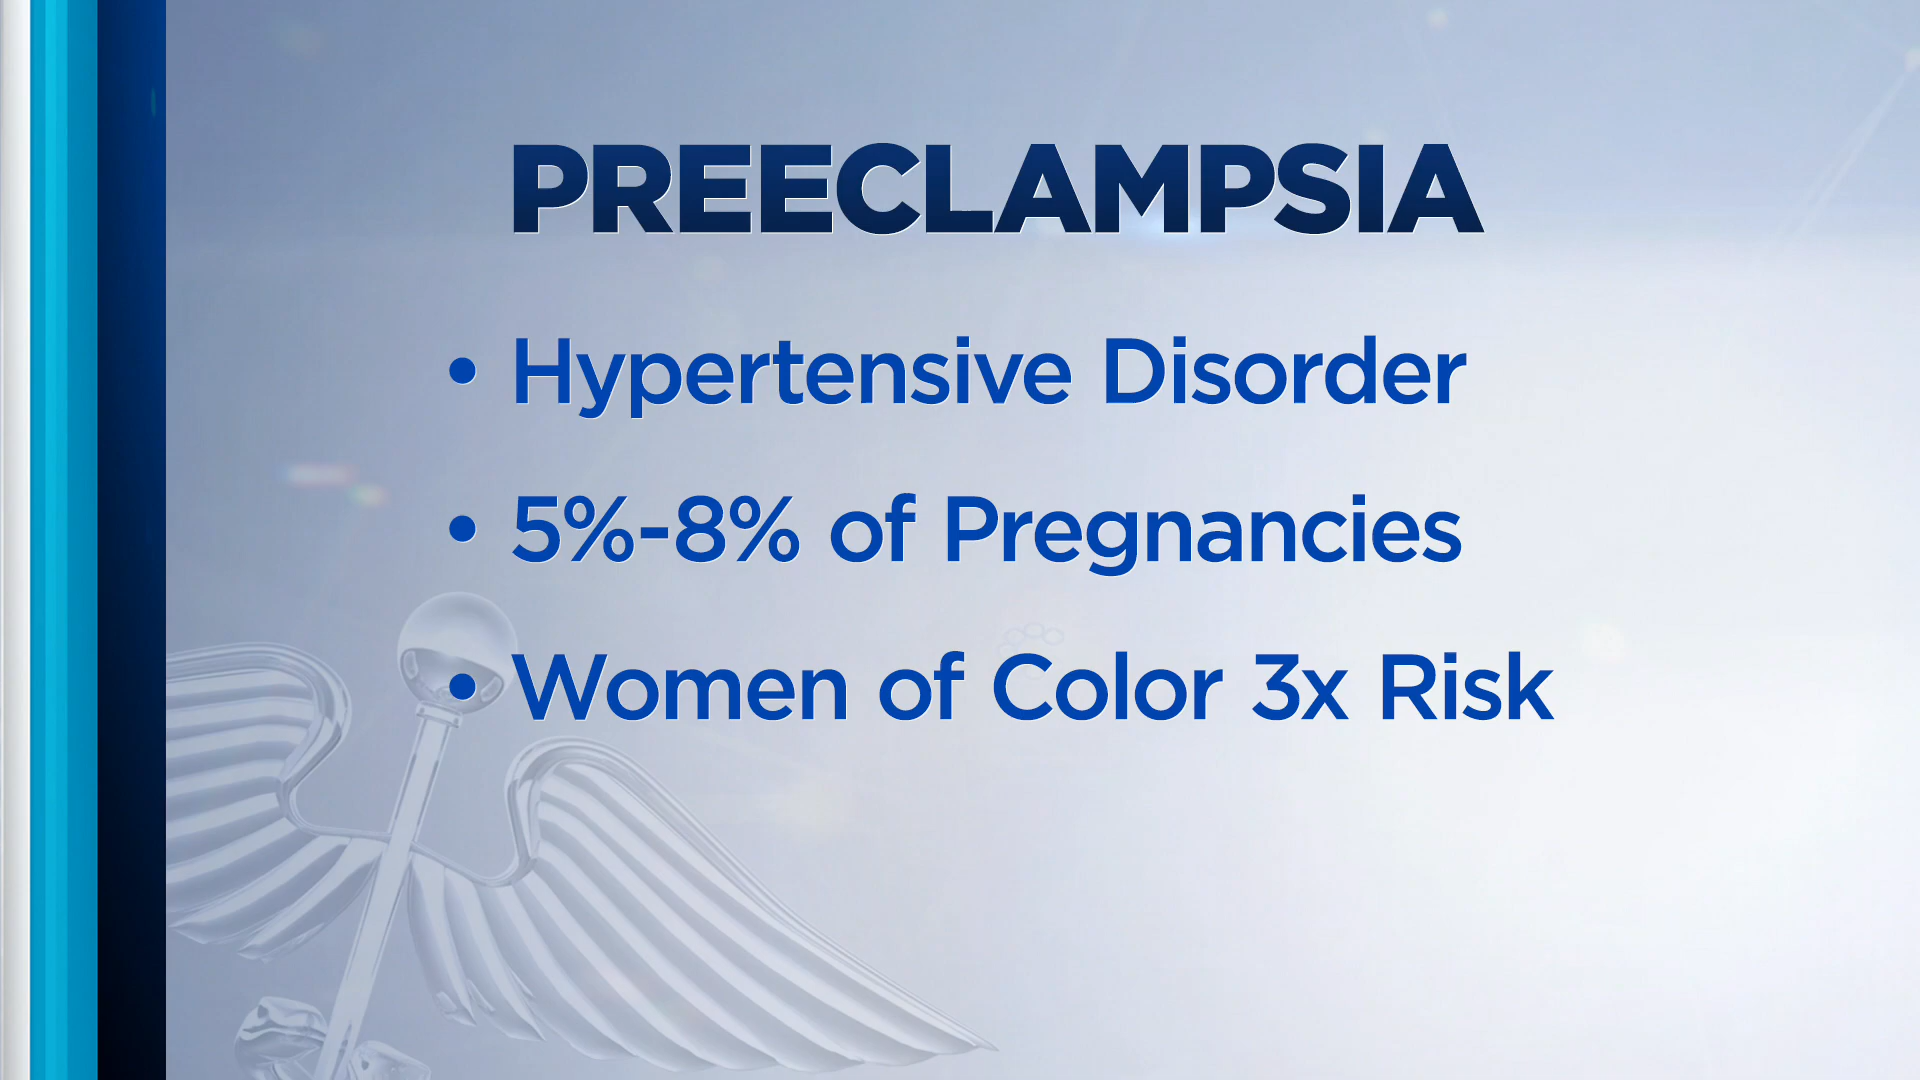 PREECLAMPSIA
• Hypertensive Disorder
• 5%-8% of Pregnancies
• Women of Color 3x Risk